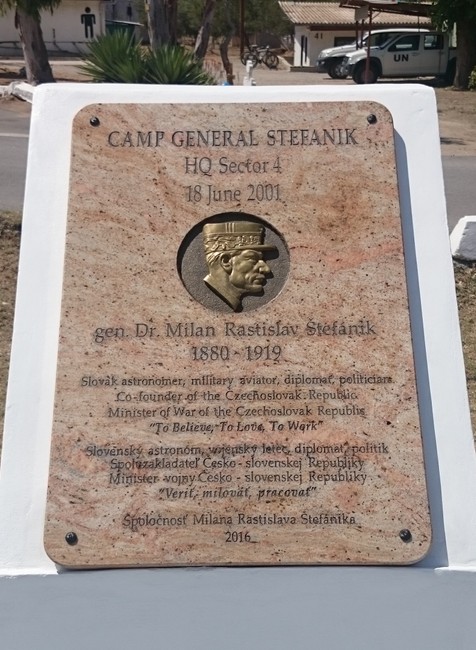 41
UN
CAMP GENERAL STEFANIK
HQ Sector 4
18 June 2001
gen. Dr. Milan Rastislav Štefánik
1880 - 1919
Slovak astronomer, military aviator, diplomat, politician
Co-founder of the Czechoslovak Republic
Minister of War of the Czechoslovak Republic
"To Believe, To Love, To Work"
Slovenský astronóm, vojenský letec, diplomat, politik
Spoluzakladateľ Česko - slovenskej Republiky
Minister vojny Česko - slovenskej Republiky
"Veriť, milovať, pracovať"
Spoločnosť Milana Rastislava Štefánika
2016